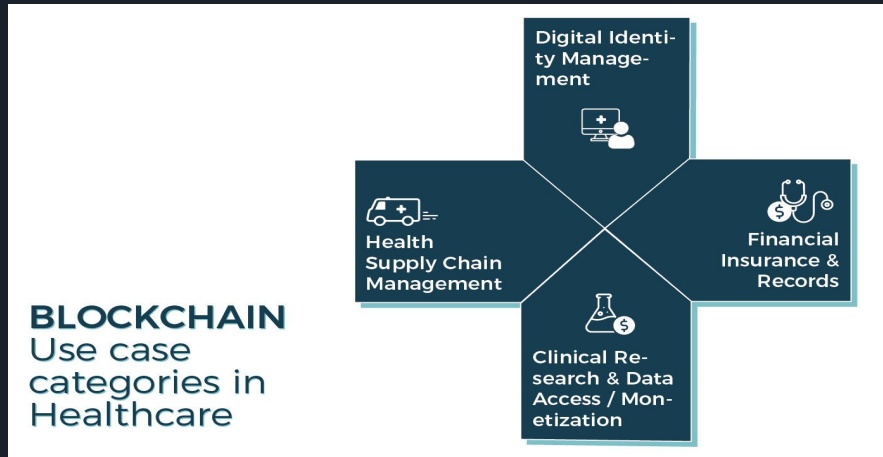 Digital Identi-
ty Manage-
ment
Health
Supply Chain
Management
Financial
Insurance &
Records
Clinical Re-
search & Data
Access / Mon-
etization
BLOCKCHAIN
Use case
categories in
Healthcare